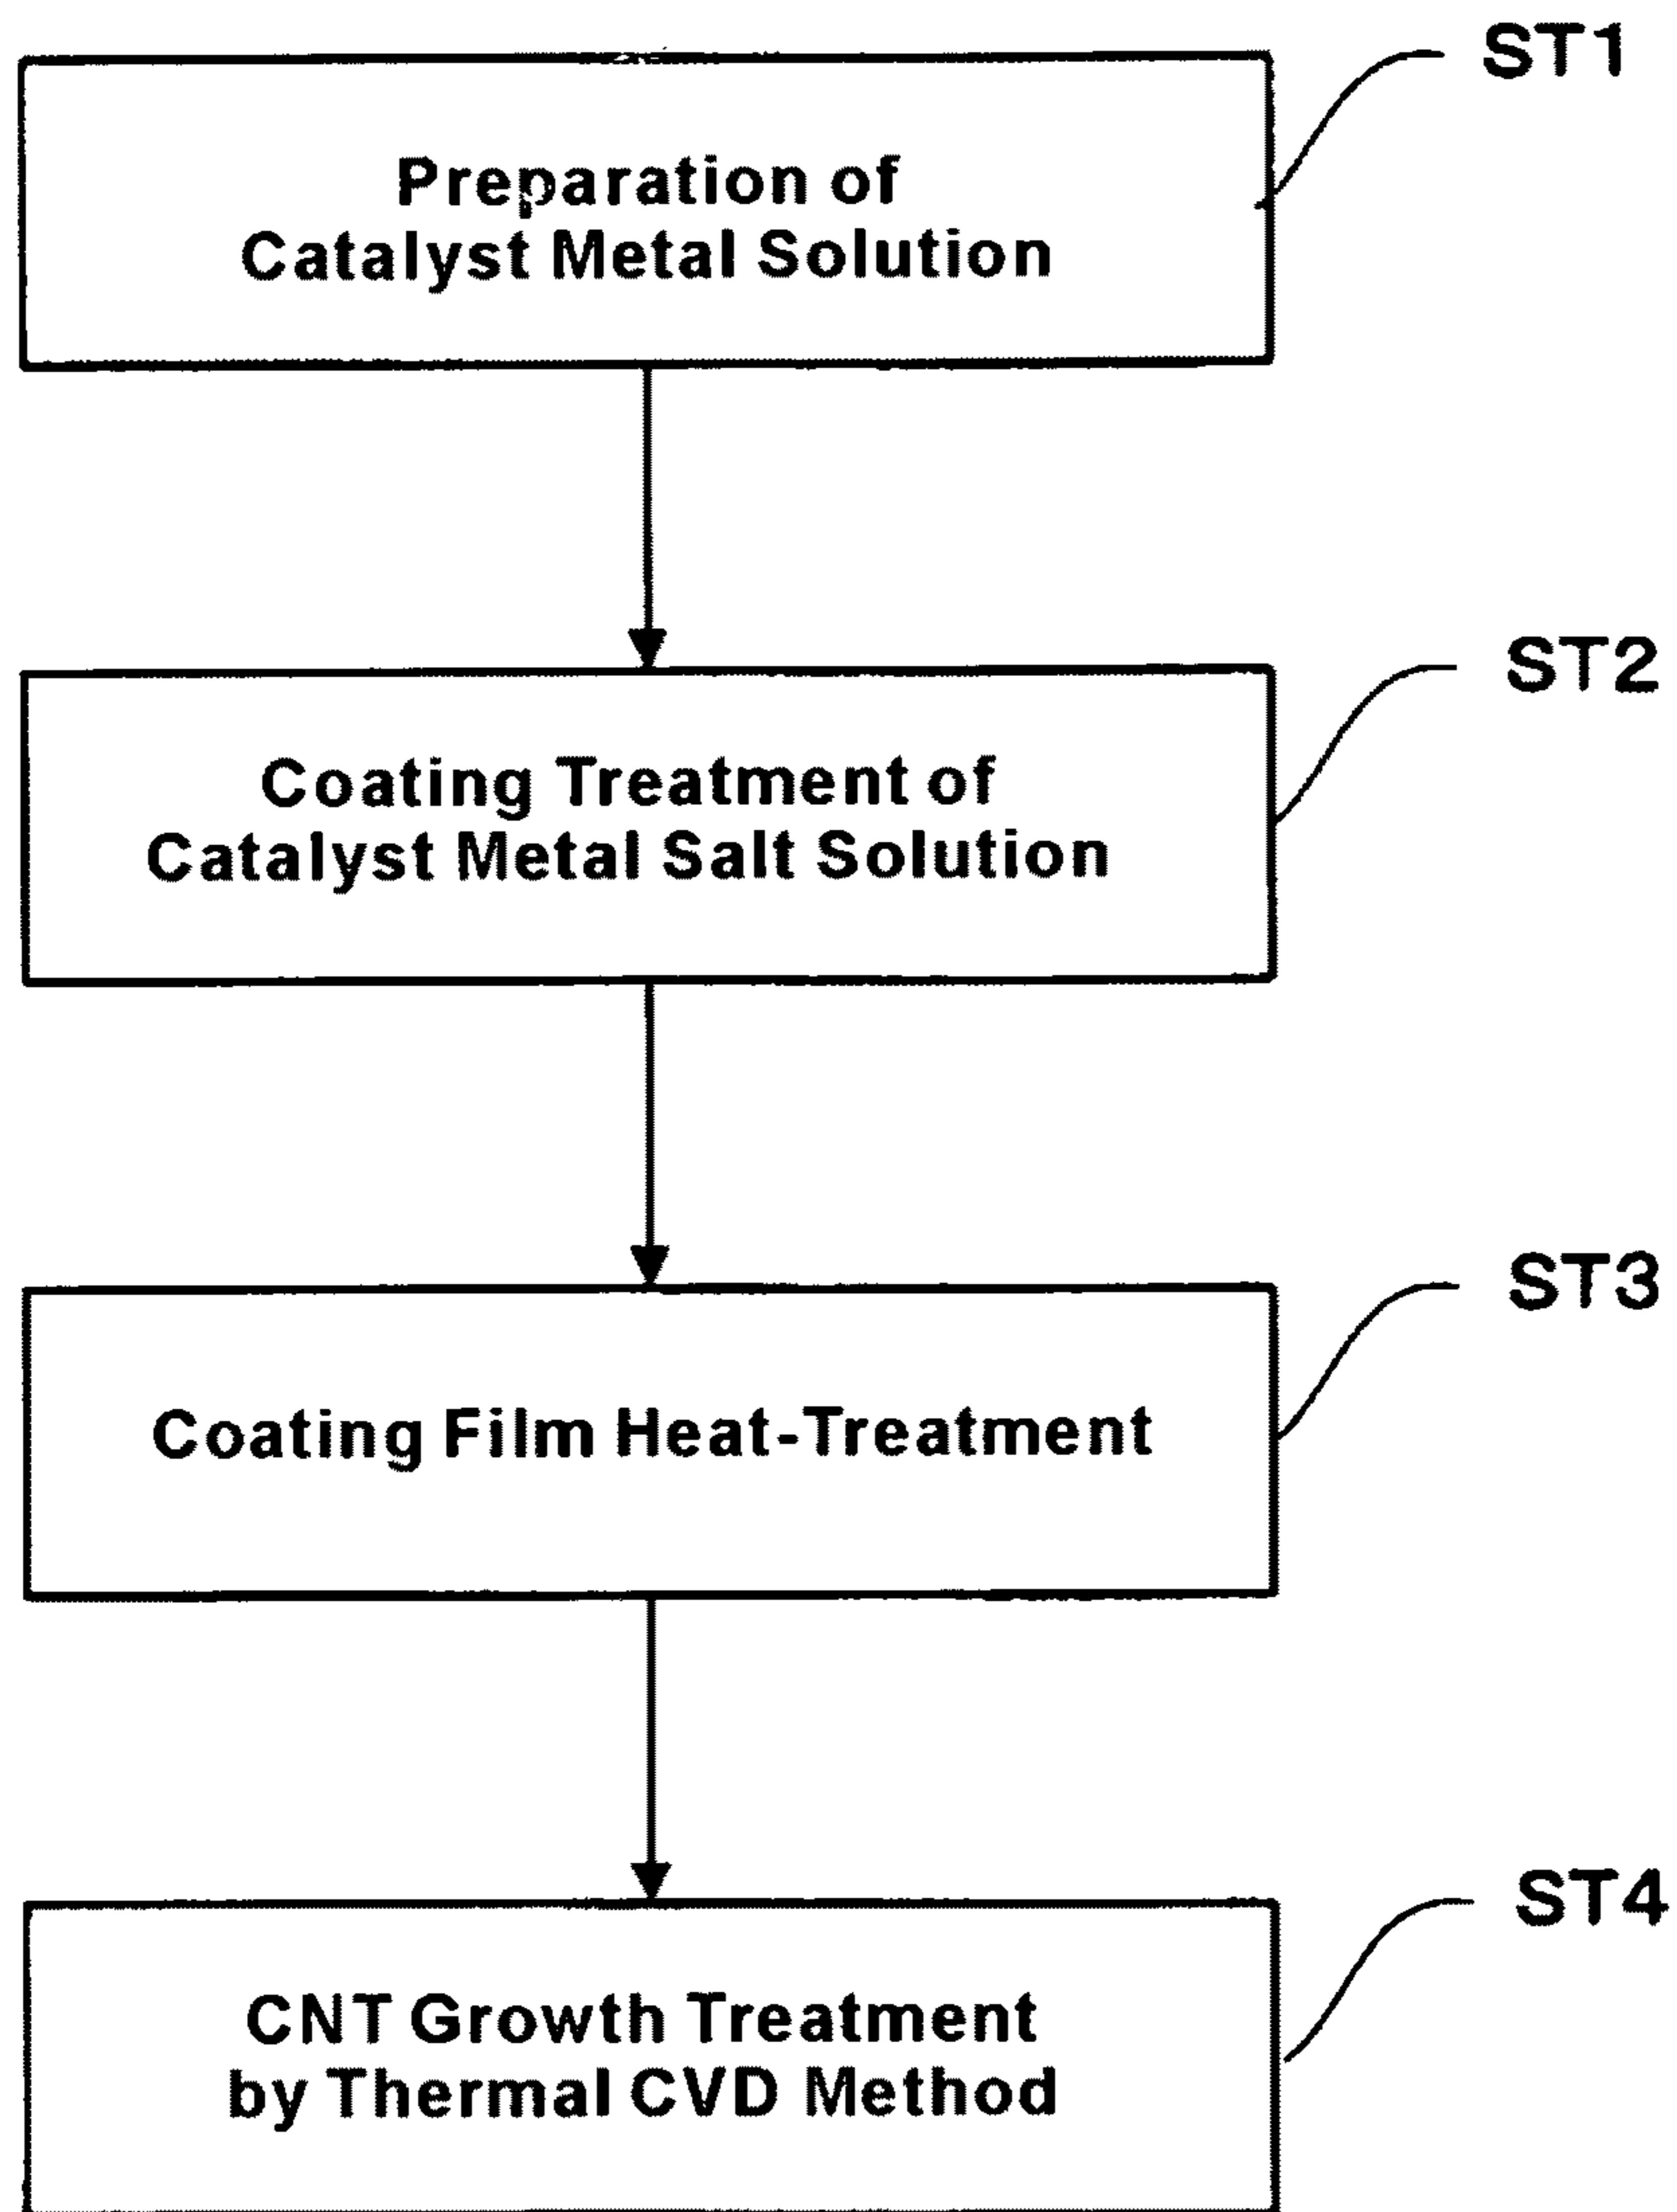 ST1
Preparation of
Catalyst Metal Solution
ST2
Coating Treatment of
Catalyst Metal Salt Solution
ST3
Coating Film Heat-Treatment
ST4
CNT Growth Treatment
by Thermal CVD Method